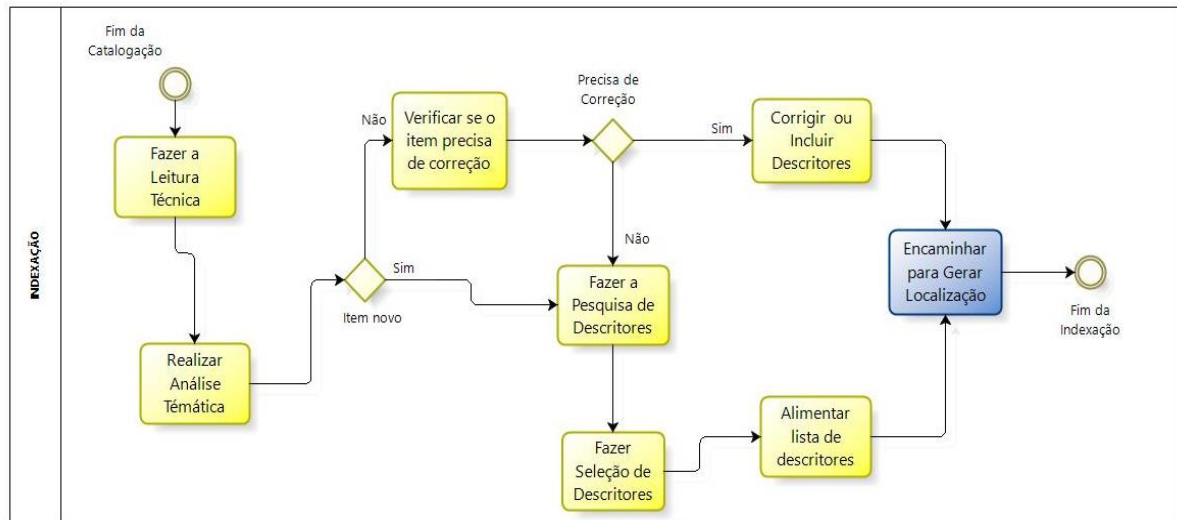 INDEXAÇÃO
Fim da
Catalogação
Fazer a
Leitura
Técnica
Realizar
Análise
Témática
Item novo
Não
Sim
Verificar se o
item precisa
de correção
Precisa de
Correção
Sim
Não
Corrigir ou
Incluir
Descritores
Fazer a
Pesquisa de
Descritores
Fazer
Seleção de
Descritores
Alimentar
lista de
descritores
Encaminhar
para Gerar
Localização
Fim da
Indexação